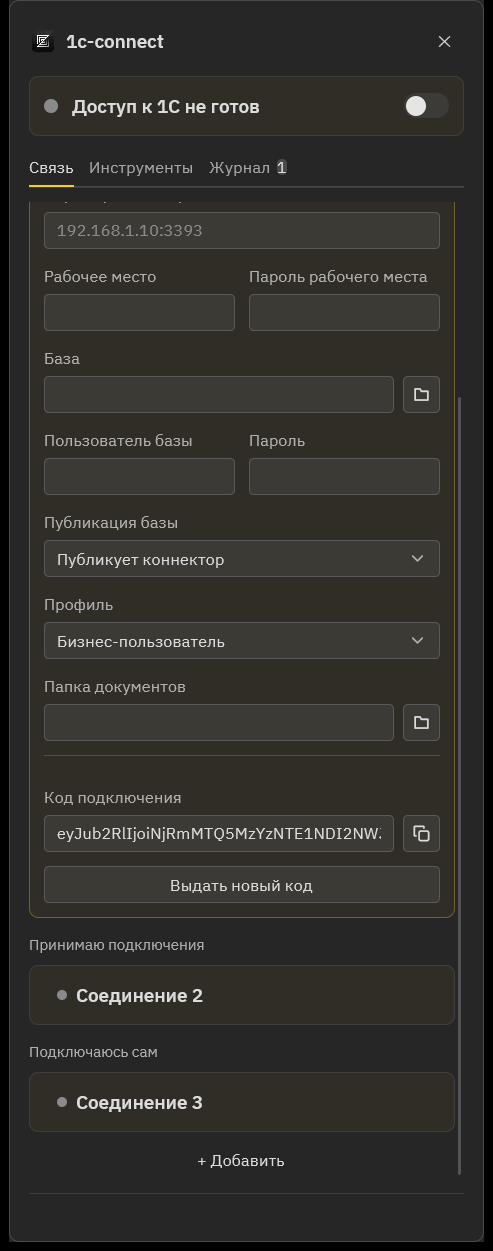 1c-connect
Доступ к 1С не готов
Связь Инструменты Журнал 1
192.168.1.10:3393
Рабочее место Пароль рабочего места
База
Пользователь базы Пароль
Публикация базы
Публикует коннектор
Профиль
Бизнес-пользователь
Папка документов
Код подключения
eyJub2RlIjoiNjRmMTQ5MzYzNTE1NDI2NW
Выдать новый код
Принимаю подключения
Соединение 2
Подключаюсь сам
Соединение 3
+ Добавить